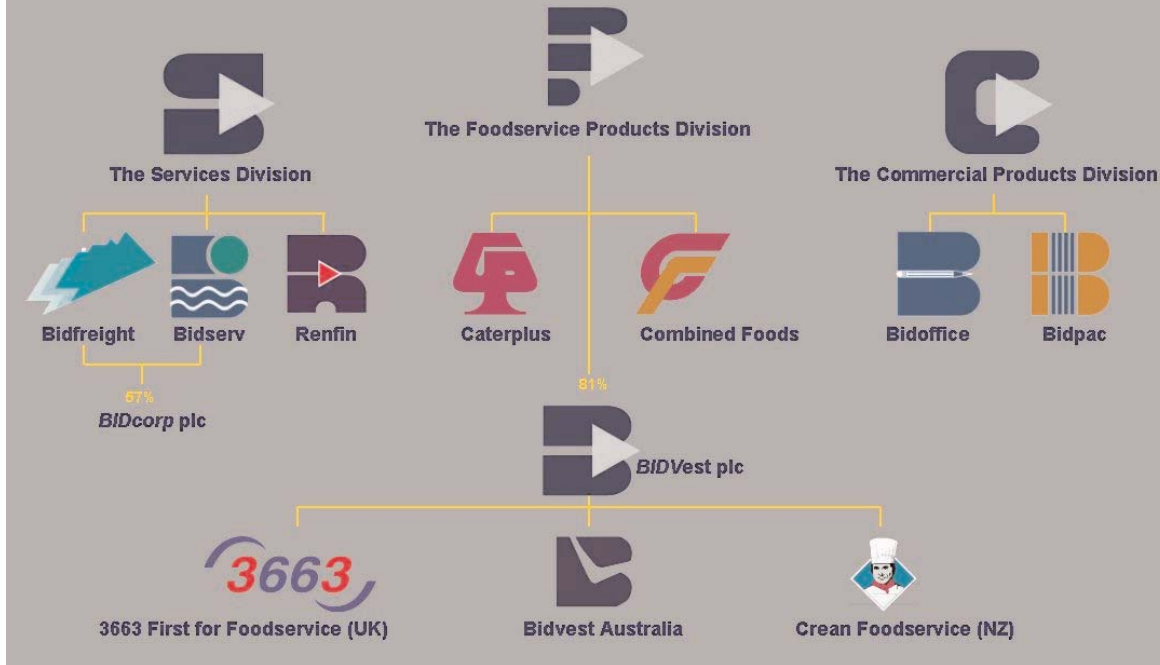 The Foodservice Products Division
The Services Division
The Commercial Products Division
Bidfreight
Bidserv
Renfin
Caterplus
Combined Foods
Bidoffice
Bidpac
57%
BIDcorp plc
81%
BIDVest plc
3663
3663 First for Foodservice (UK)
Bidvest Australia
Crean Foodservice (NZ)